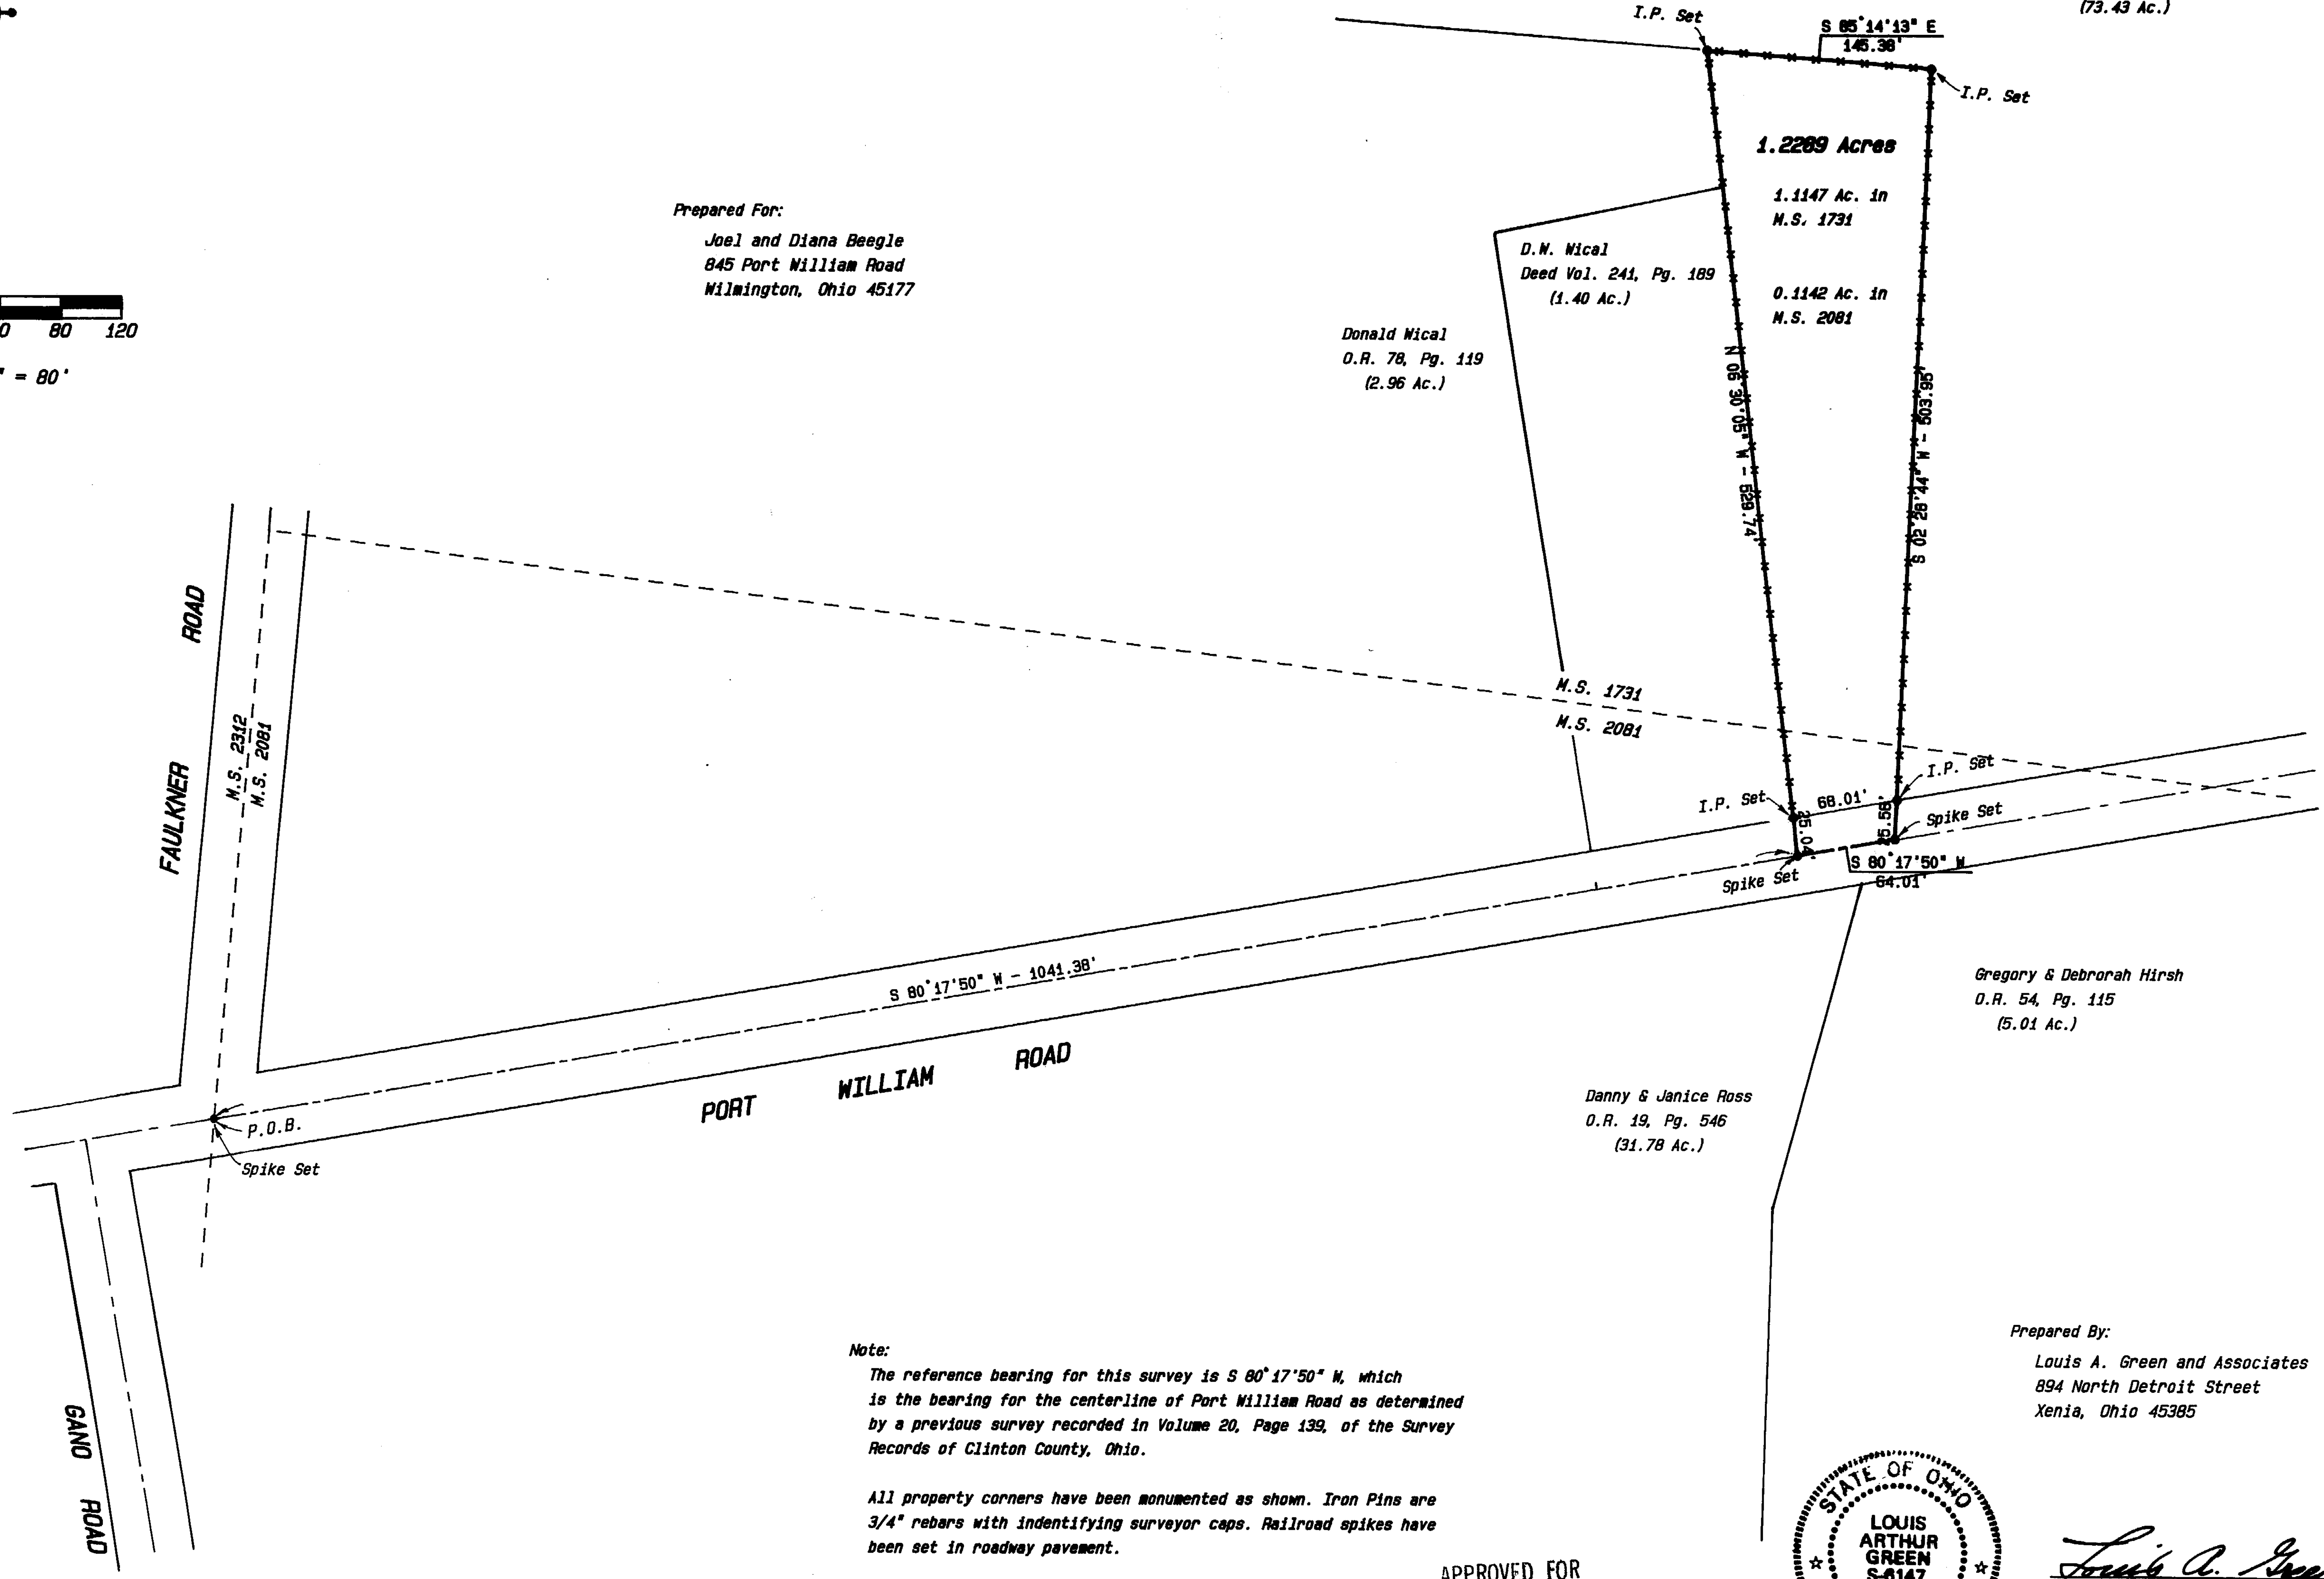 (73.43 Ac.)
I.P. Set
S 85°14'13" E
145.38'
I.P. Set
1.2289 Acres
1.1147 Ac. in
M.S. 1731
0.1142 Ac. in
M.S. 2081
Prepared For:
Joel and Diana Beegle
845 Port William Road
Wilmington, Ohio 45177
D.W. Wical
Deed Vol. 241, Pg. 189
(1.40 Ac.)
80 120
" = 80'
Donald Wical
O.R. 78, Pg. 119
(2.96 Ac.)
N 06°30'05" W - 529.74'
S 02°28'44" W - 503.95'
FAULKNER ROAD
M.S. 2312
M.S. 2081
M.S. 1731
M.S. 2081
I.P. Set
I.P. Set
68.01'
25.04'
25.58'
Spike Set
Spike Set
S 80°17'50" W
64.01'
S 80°17'50" W - 1041.38'
PORT WILLIAM ROAD
P.O.B.
Spike Set
Gregory & Debrorah Hirsh
O.R. 54, Pg. 115
(5.01 Ac.)
Danny & Janice Ross
O.R. 19, Pg. 546
(31.78 Ac.)
GANO ROAD
Note:
The reference bearing for this survey is S 80°17'50" W, which
is the bearing for the centerline of Port William Road as determined
by a previous survey recorded in Volume 20, Page 139, of the Survey
Records of Clinton County, Ohio.
All property corners have been monumented as shown. Iron Pins are
3/4" rebars with indentifying surveyor caps. Railroad spikes have
been set in roadway pavement.
Prepared By:
Louis A. Green and Associates
894 North Detroit Street
Xenia, Ohio 45385
APPROVED FOR
STATE OF OHIO
LOUIS
ARTHUR
GREEN
S-6147
Louis A.